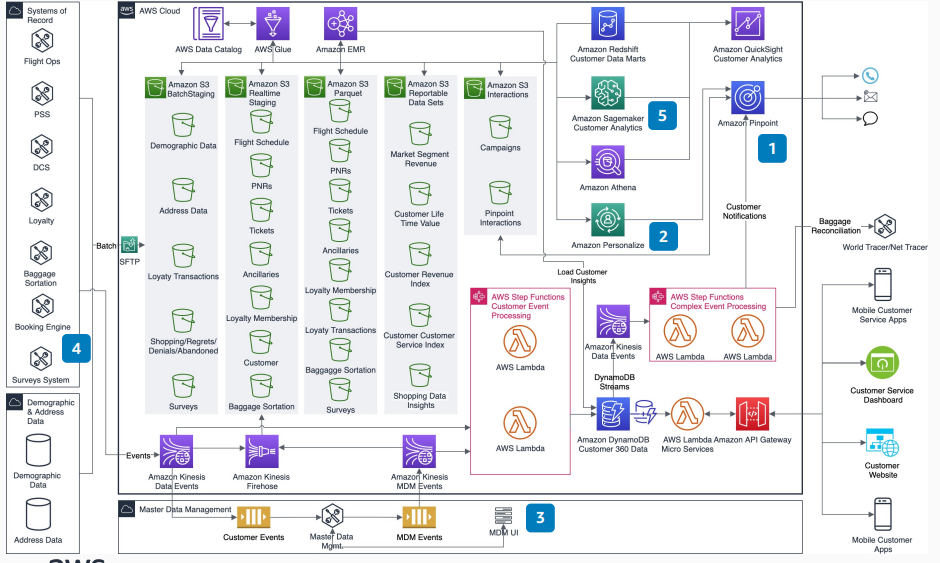 Systems of
Record
Flight Ops
PSS
DCS
Loyalty
Baggage
Sortation
Booking Engine
4
Surveys System
Demographic
& Address
Data
Demographic
Data
Address Data
Batch
SFTP
Events
aws
AWS Cloud
AWS Data Catalog
AWS Glue
Amazon EMR
Amazon S3
BatchStaging
Demographic Data
Address Data
Loyaty Transactions
Shopping/Regrets/
Denials/Abandoned
Surveys
Amazon S3
Realtime
Staging
Flight Schedule
PNRs
Tickets
Ancillaries
Loyalty Membership
Customer
Baggage Sortation
Amazon S3
Parquet
Flight Schedule
PNRs
Tickets
Ancillaries
Loyalty Membership
Loyaty Transactions
Baggagge Sortation
Surveys
Amazon S3
Reportable
Data Sets
Market Segment
Revenue
Customer Life
Time Value
Customer Revenue
Index
Customer Customer
Service Index
Shopping Data
Insights
Amazon S3
Interactions
Campaigns
Pinpoint
Interactions
Amazon Redshift
Customer Data Marts
Amazon Sagemaker
Customer Analytics
5
Amazon Athena
Amazon Personalize
2
Amazon QuickSight
Customer Analytics
Amazon Pinpoint
1
Customer
Notifications
Load Customer
Insights
AWS Step Functions
Customer Event
Processing
AWS Lambda
AWS Lambda
Amazon Kinesis
Data Events
DynamoDB
Streams
AWS Step Functions
Complex Event Processing
AWS Lambda
AWS Lambda
Amazon DynamoDB
Customer 360 Data
AWS Lambda
Micro Services
Amazon API Gateway
Amazon Kinesis
Data Events
Amazon Kinesis
Firehose
Amazon Kinesis
MDM Events
Master Data Management
Customer Events
Master Data
Mgmt.
MDM Events
MDM UI
3
Baggage
Reconciliation
World Tracer/Net Tracer
Mobile Customer
Service Apps
Customer Service
Dashboard
Customer
Website
Mobile Customer
Apps
aws